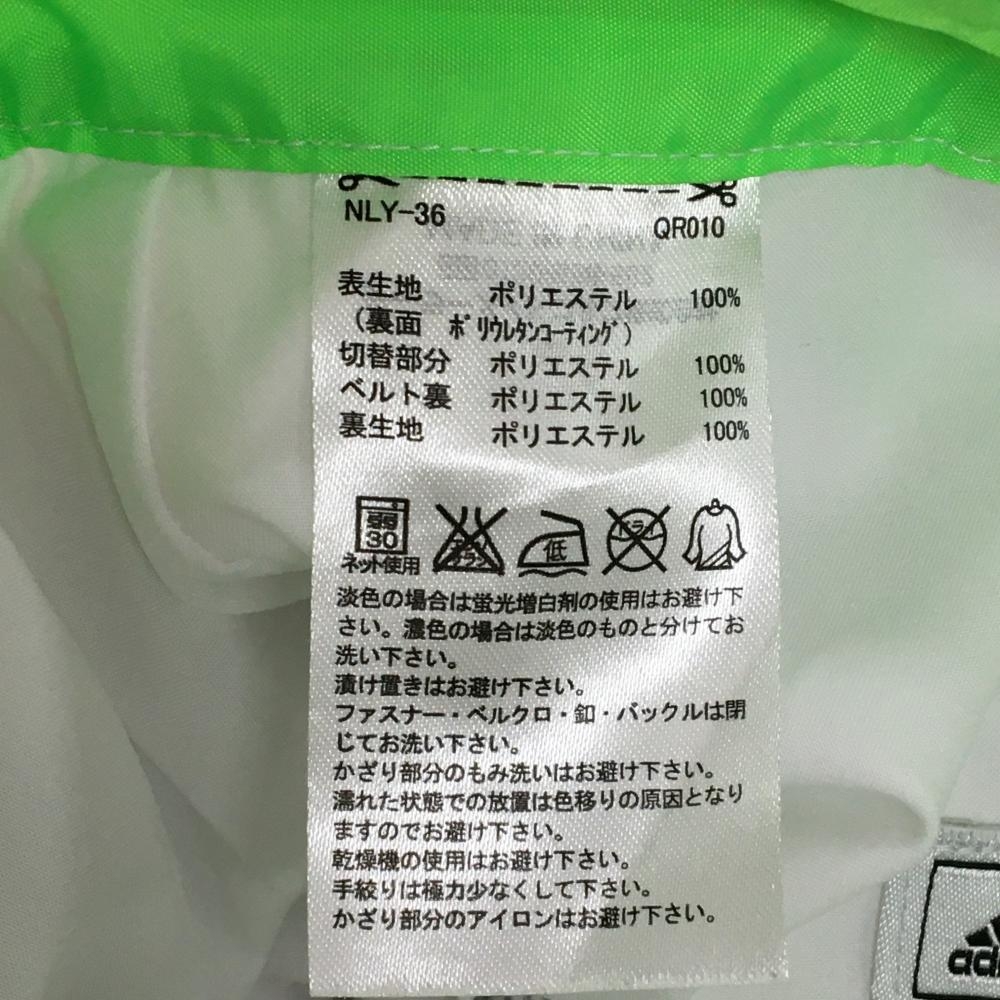 NLY-36 QR010
表生地 ポリエステル 100%
(裏面 ポリウレタンコーティング)
切替部分 ポリエステル 100%
ベルト裏 ポリエステル 100%
裏生地 ポリエステル 100%
弱
30
ネット使用
低
ドライ
淡色の場合は蛍光増白剤の使用はお避け下
さい。濃色の場合は淡色のものと分けてお
洗い下さい。
漬け置きはお避け下さい。
ファスナー・ベルクロ・釦・バックルは閉
じてお洗い下さい。
かざり部分のもみ洗いはお避け下さい。
濡れた状態での放置は色移りの原因となり
ますのでお避け下さい。
乾燥機の使用はお避け下さい。
手絞りは極力少なくして下さい。
かざり部分のアイロンはお避け下さい。